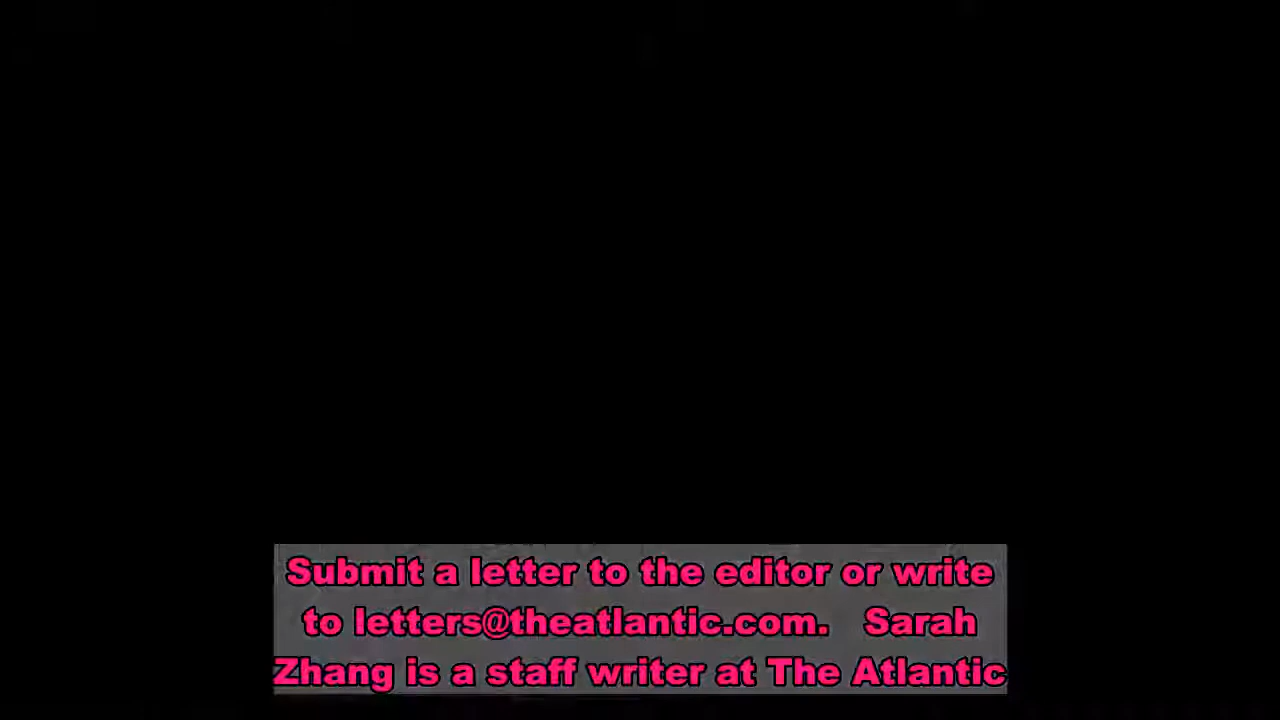 Submit a letter to the editor or write
to letters@theatlantic.com.   Sarah
Zhang is a staff writer at The Atlantic